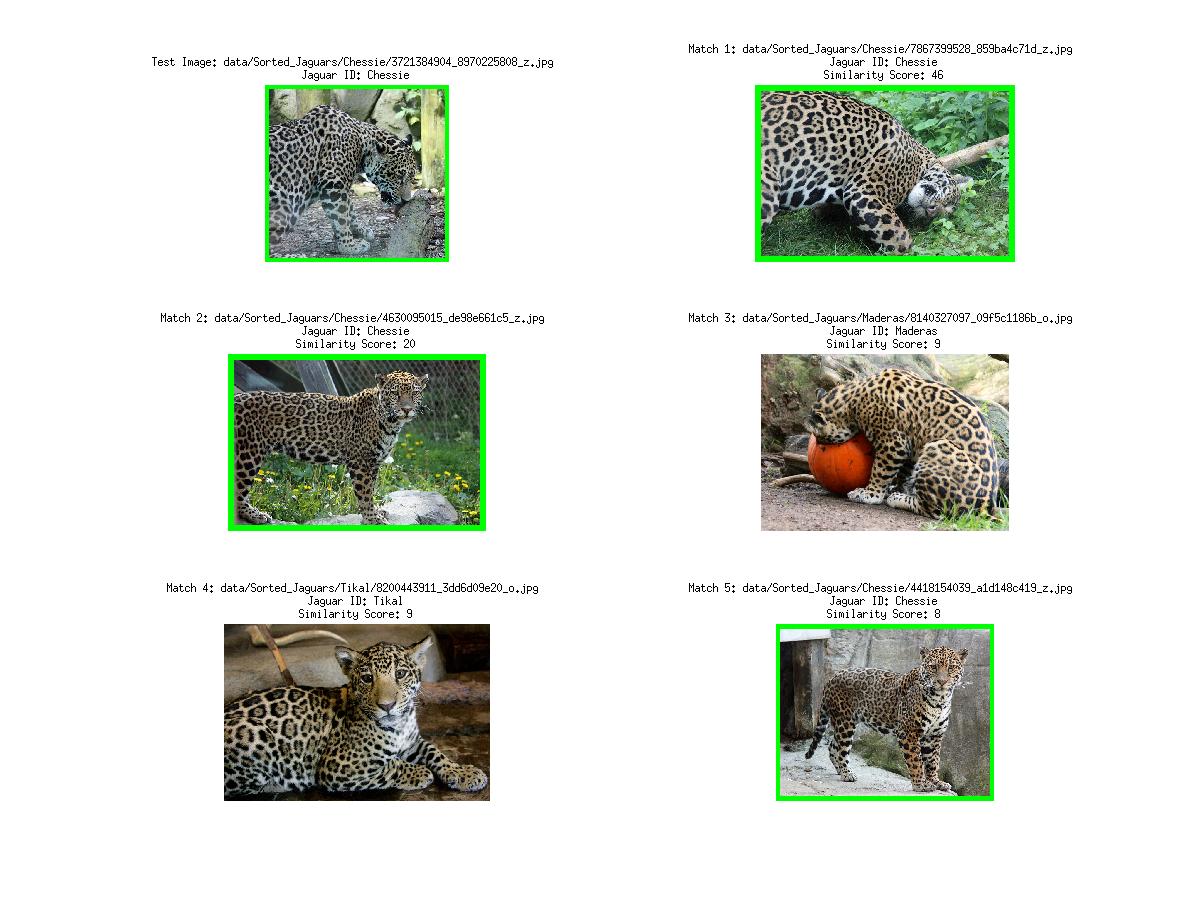 Test Image: data/Sorted_Jaguars/Chessie/3721384904_8970225808_z.jpg
Jaguar ID: Chessie
Match 1: data/Sorted_Jaguars/Chessie/7867399528_859ba4c71d_z.jpg
Jaguar ID: Chessie
Similarity Score: 46
Match 2: data/Sorted_Jaguars/Chessie/4630095015_de98e661c5_z.jpg
Jaguar ID: Chessie
Similarity Score: 20
Match 3: data/Sorted_Jaguars/Maderas/8140327097_09f5c1186b_o.jpg
Jaguar ID: Maderas
Similarity Score: 9
Match 4: data/Sorted_Jaguars/Tikal/8200443911_3dd6d09e20_o.jpg
Jaguar ID: Tikal
Similarity Score: 9
Match 5: data/Sorted_Jaguars/Chessie/4418154039_a1d148c419_z.jpg
Jaguar ID: Chessie
Similarity Score: 8